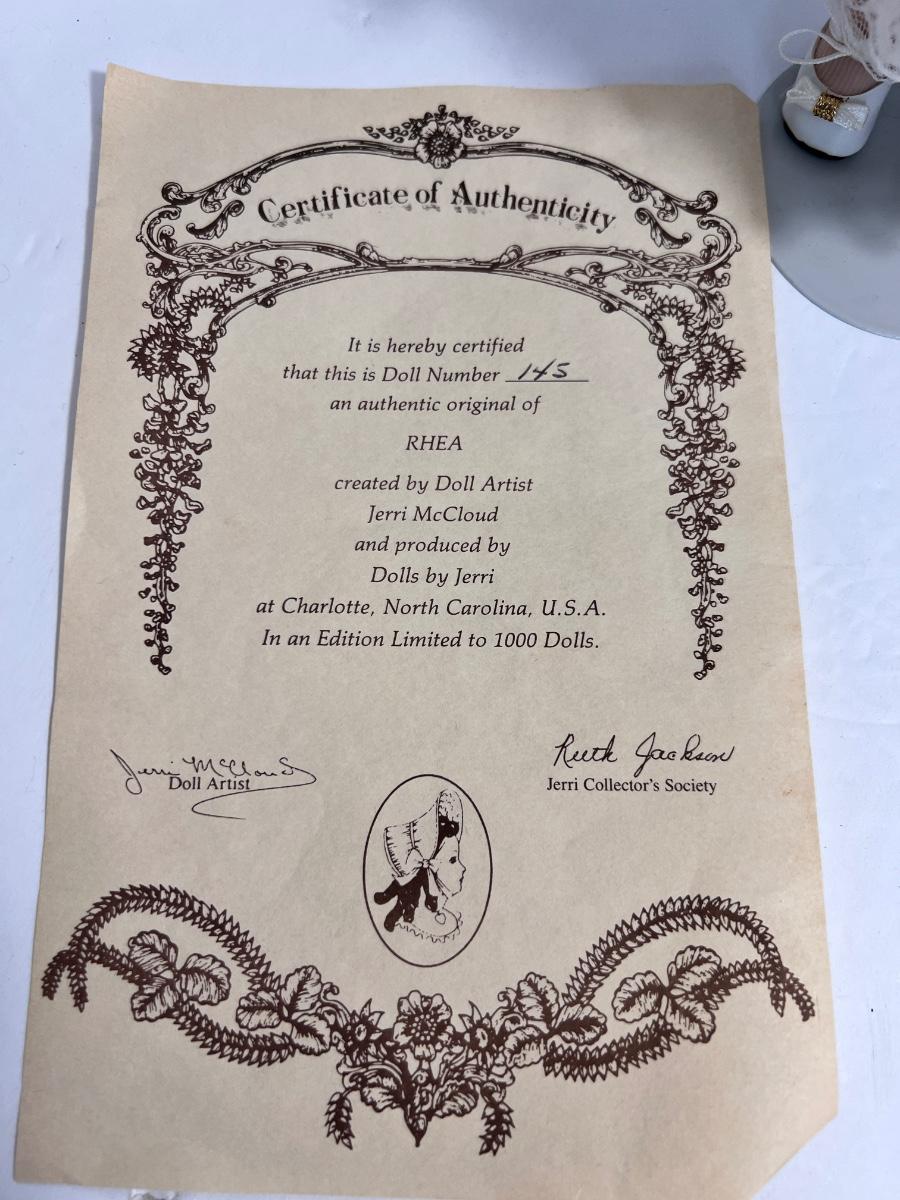 Certificate of Authenticity
It is hereby certified
that this is Doll Number 145
an authentic original of
RHEA
created by Doll Artist
Jerri McCloud
and produced by
Dolls by Jerri
at Charlotte, North Carolina, U.S.A.
In an Edition Limited to 1000 Dolls.
Jerri McCloud
Doll Artist
Ruth Jackson
Jerri Collector's Society